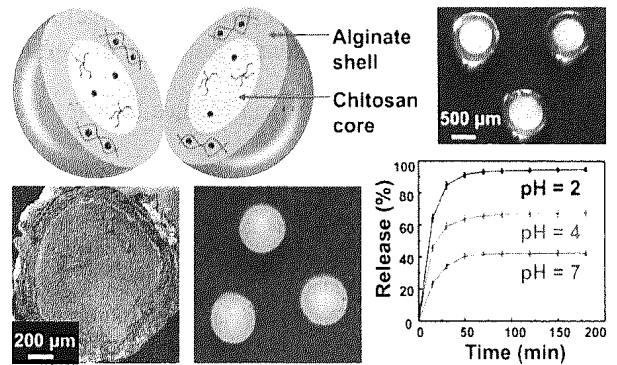 Alginate
shell
Chitosan
core
500 µm
200 µm
Release (%)
100
80
60
40
20
0
pH = 2
pH = 4
pH = 7
0
50
100
150
200
Time (min)